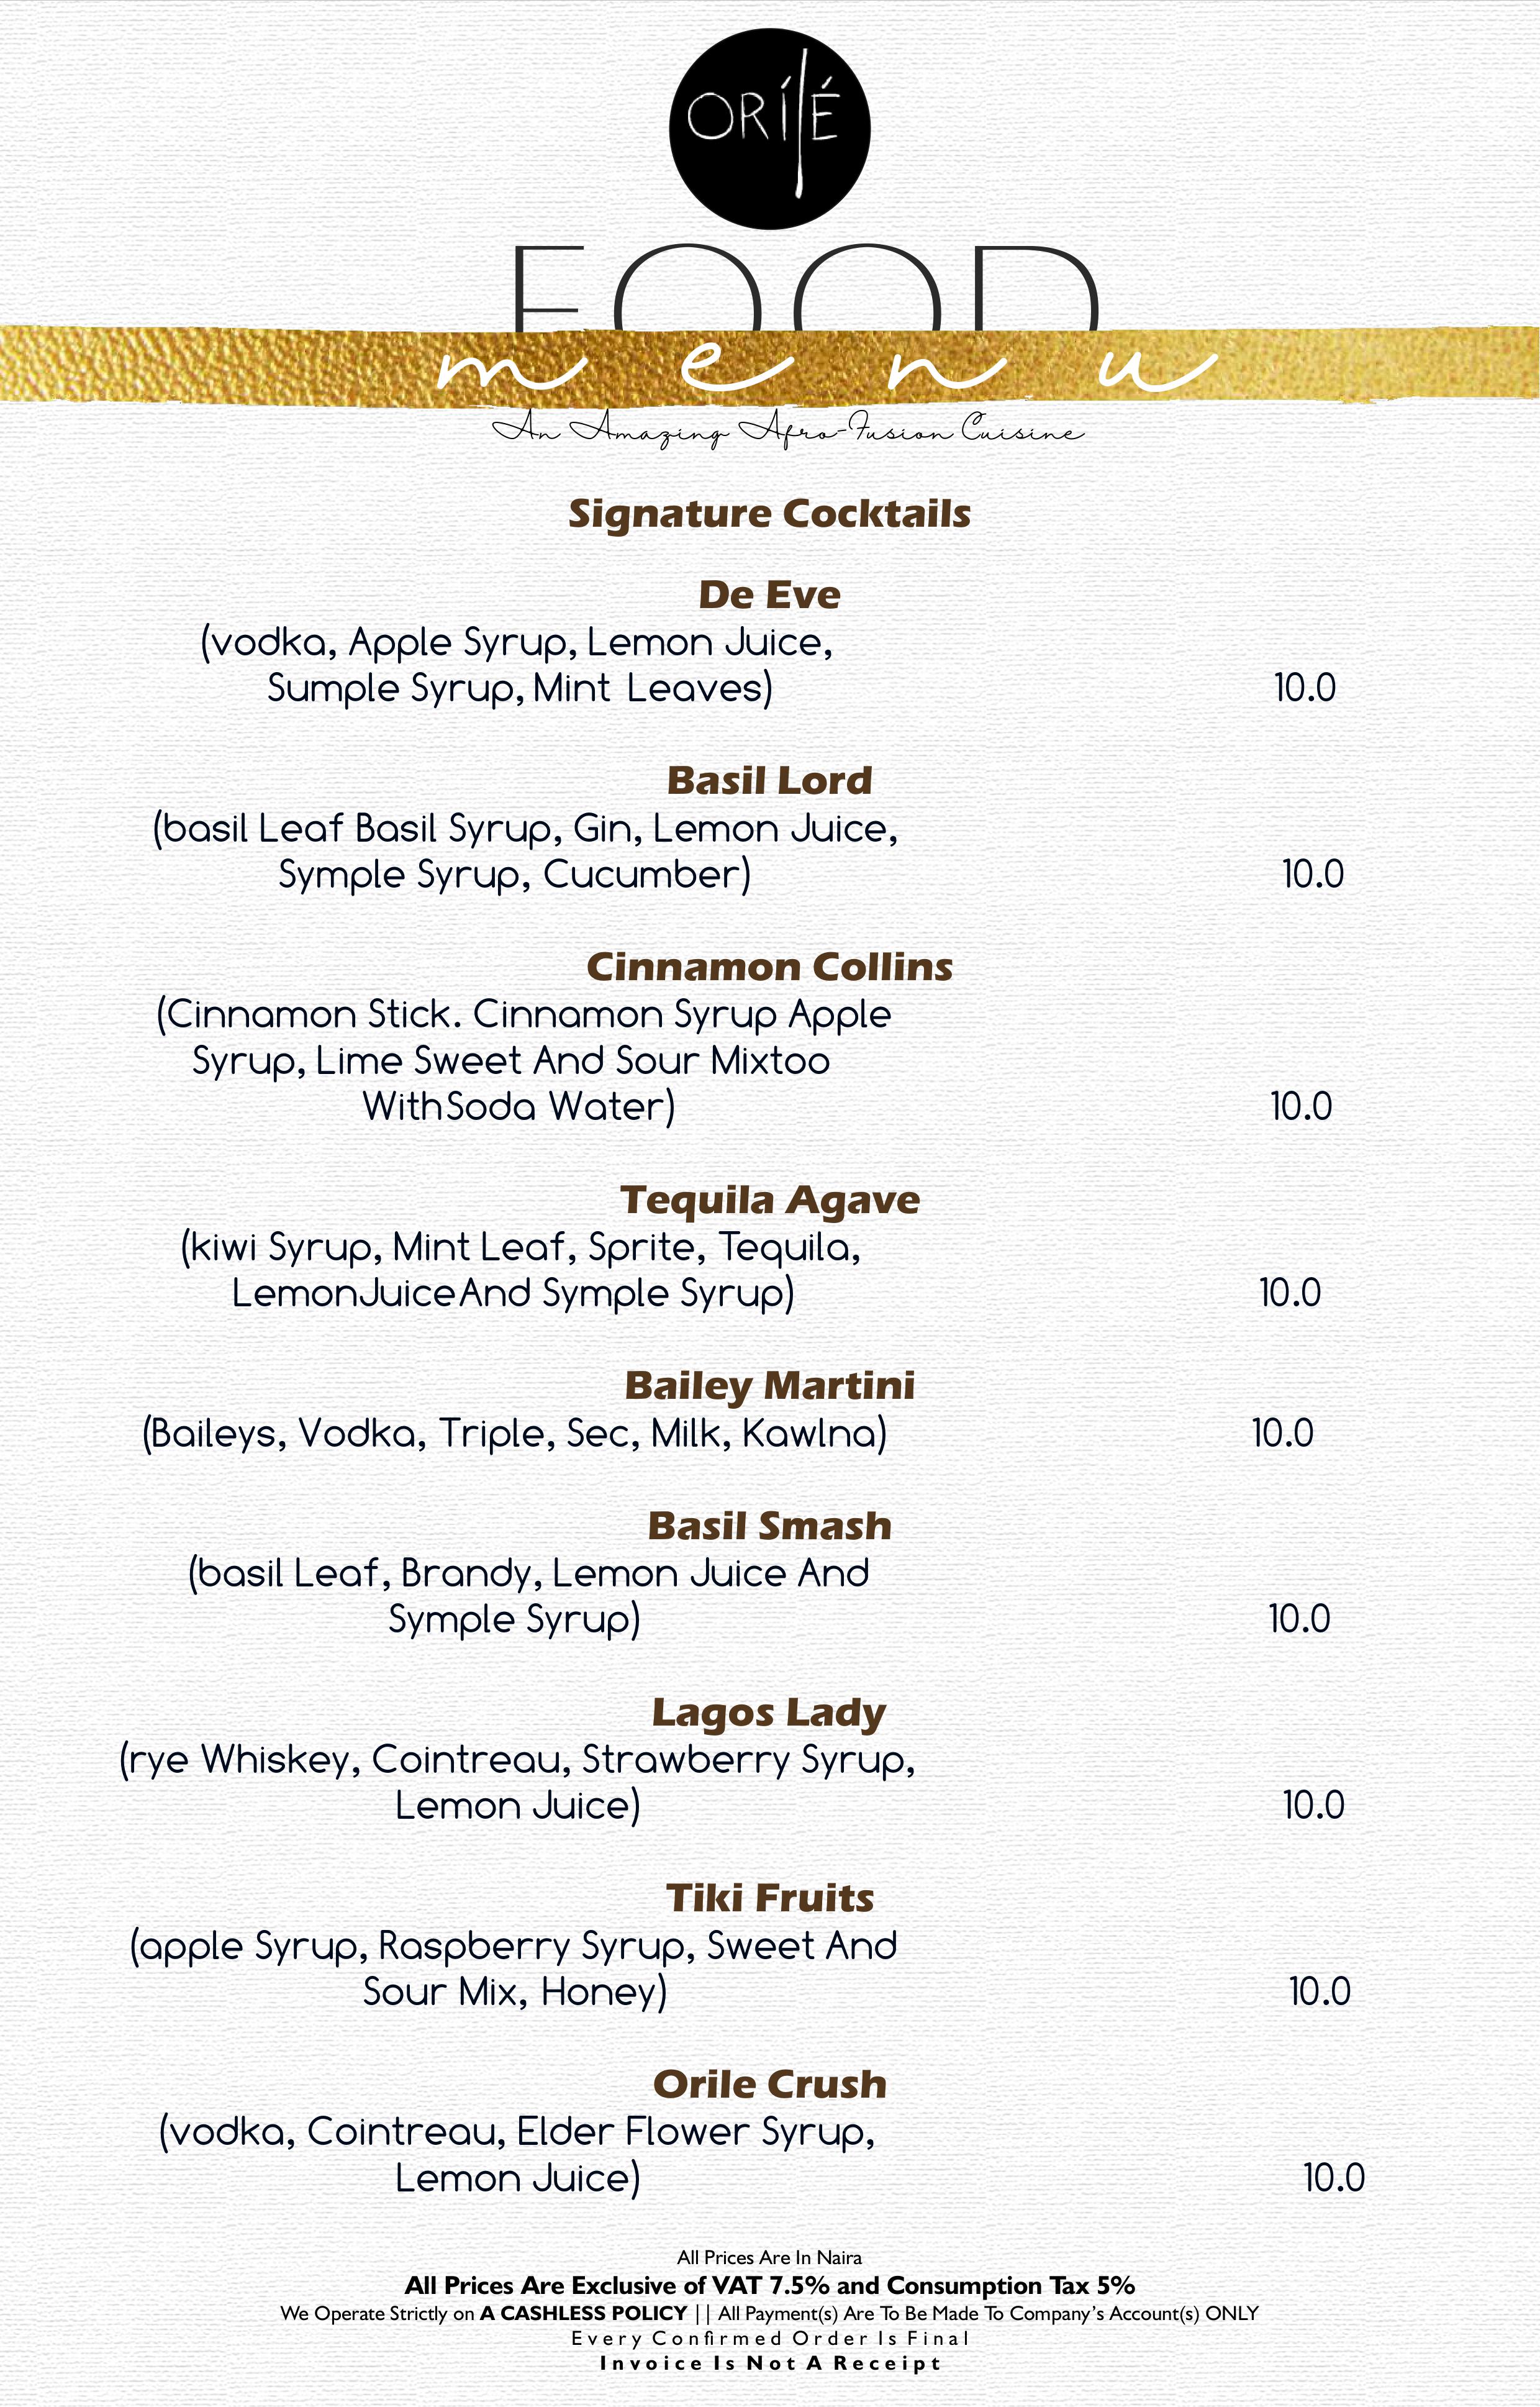 ORÍLÉ
FOOD
menu
An Amazing Afro-Fusion Cuisine
Signature Cocktails
De Eve
(vodka, Apple Syrup, Lemon Juice,
Sumple Syrup, Mint Leaves) 10.0
Basil Lord
(basil Leaf Basil Syrup, Gin, Lemon Juice,
Symple Syrup, Cucumber) 10.0
Cinnamon Collins
(Cinnamon Stick. Cinnamon Syrup Apple
Syrup, Lime Sweet And Sour Mixtoo
WithSoda Water) 10.0
Tequila Agave
(kiwi Syrup, Mint Leaf, Sprite, Tequila,
LemonJuiceAnd Symple Syrup) 10.0
Bailey Martini
(Baileys, Vodka, Triple, Sec, Milk, Kawlna) 10.0
Basil Smash
(basil Leaf, Brandy, Lemon Juice And
Symple Syrup) 10.0
Lagos Lady
(rye Whiskey, Cointreau, Strawberry Syrup,
Lemon Juice) 10.0
Tiki Fruits
(apple Syrup, Raspberry Syrup, Sweet And
Sour Mix, Honey) 10.0
Orile Crush
(vodka, Cointreau, Elder Flower Syrup,
Lemon Juice) 10.0
All Prices Are In Naira
All Prices Are Exclusive of VAT 7.5% and Consumption Tax 5%
We Operate Strictly on A CASHLESS POLICY || All Payment(s) Are To Be Made To Company's Account(s) ONLY
Every Confirmed Order Is Final
Invoice Is Not A Receipt